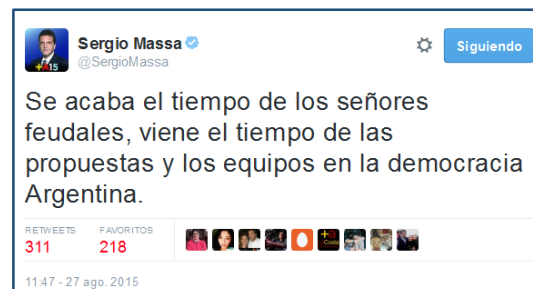 Sergio Massa
@SergioMassa
Siguiendo
Se acaba el tiempo de los señores
feudales, viene el tiempo de las
propuestas y los equipos en la democracia
Argentina.
RETWEETS FAVORITOS
311 218
11:47 - 27 ago. 2015